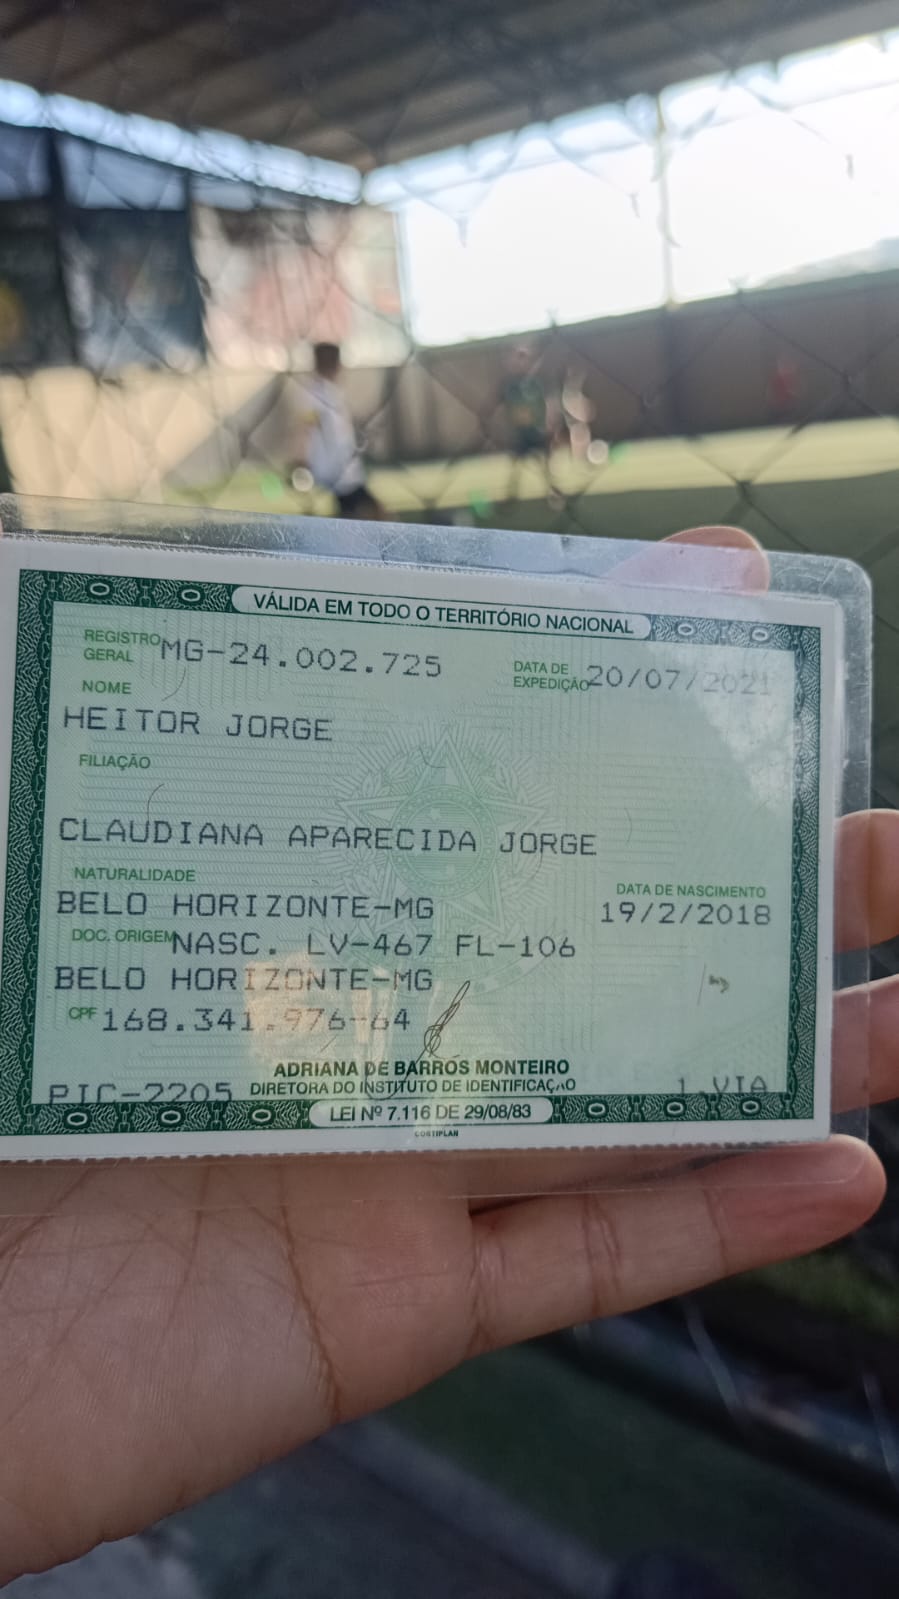 VÁLIDA EM TODO O TERRITÓRIO NACIONAL
REGISTRO GERAL MG-24.002.725 DATA DE EXPEDIÇÃO 20/07/2021
NOME
HEITOR JORGE
FILIAÇÃO
CLAUDIANA APARECIDA JORGE
NATURALIDADE DATA DE NASCIMENTO
BELO HORIZONTE-MG 19/2/2018
DOC. ORIGEM NASC. LV-467 FL-106
BELO HORIZONTE-MG
CPF 168.341.976-64
ADRIANA DE BARROS MONTEIRO
PIC-2205 DIRETORA DO INSTITUTO DE IDENTIFICAÇÃO 1 VIA
LEI Nº 7.116 DE 29/08/83